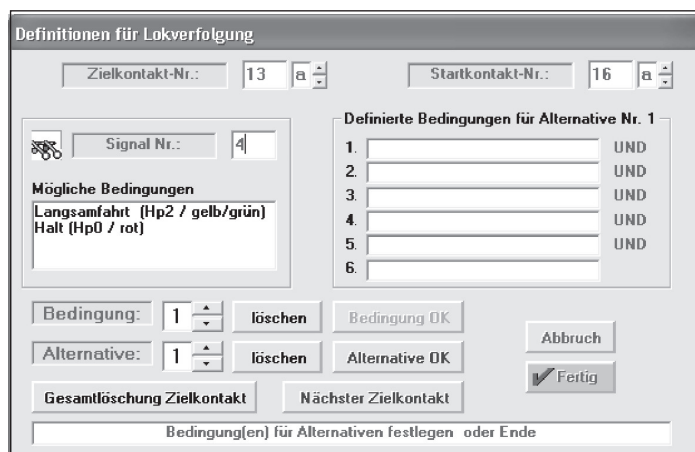 Definitionen für Lokverfolgung
Zielkontakt-Nr.: 13 a Startkontakt-Nr.: 16 a
Signal Nr.: 4
Mögliche Bedingungen
Langsamfahrt (Hp2 / gelb/grün)
Halt (Hp0 / rot)
Definierte Bedingungen für Alternative Nr. 1
1. UND
2. UND
3. UND
4. UND
5. UND
6.
Bedingung: 1 löschen Bedingung OK
Alternative: 1 löschen Alternative OK
Abbruch
Fertig
Gesamtlöschung Zielkontakt Nächster Zielkontakt
Bedingung(en) für Alternativen festlegen oder Ende